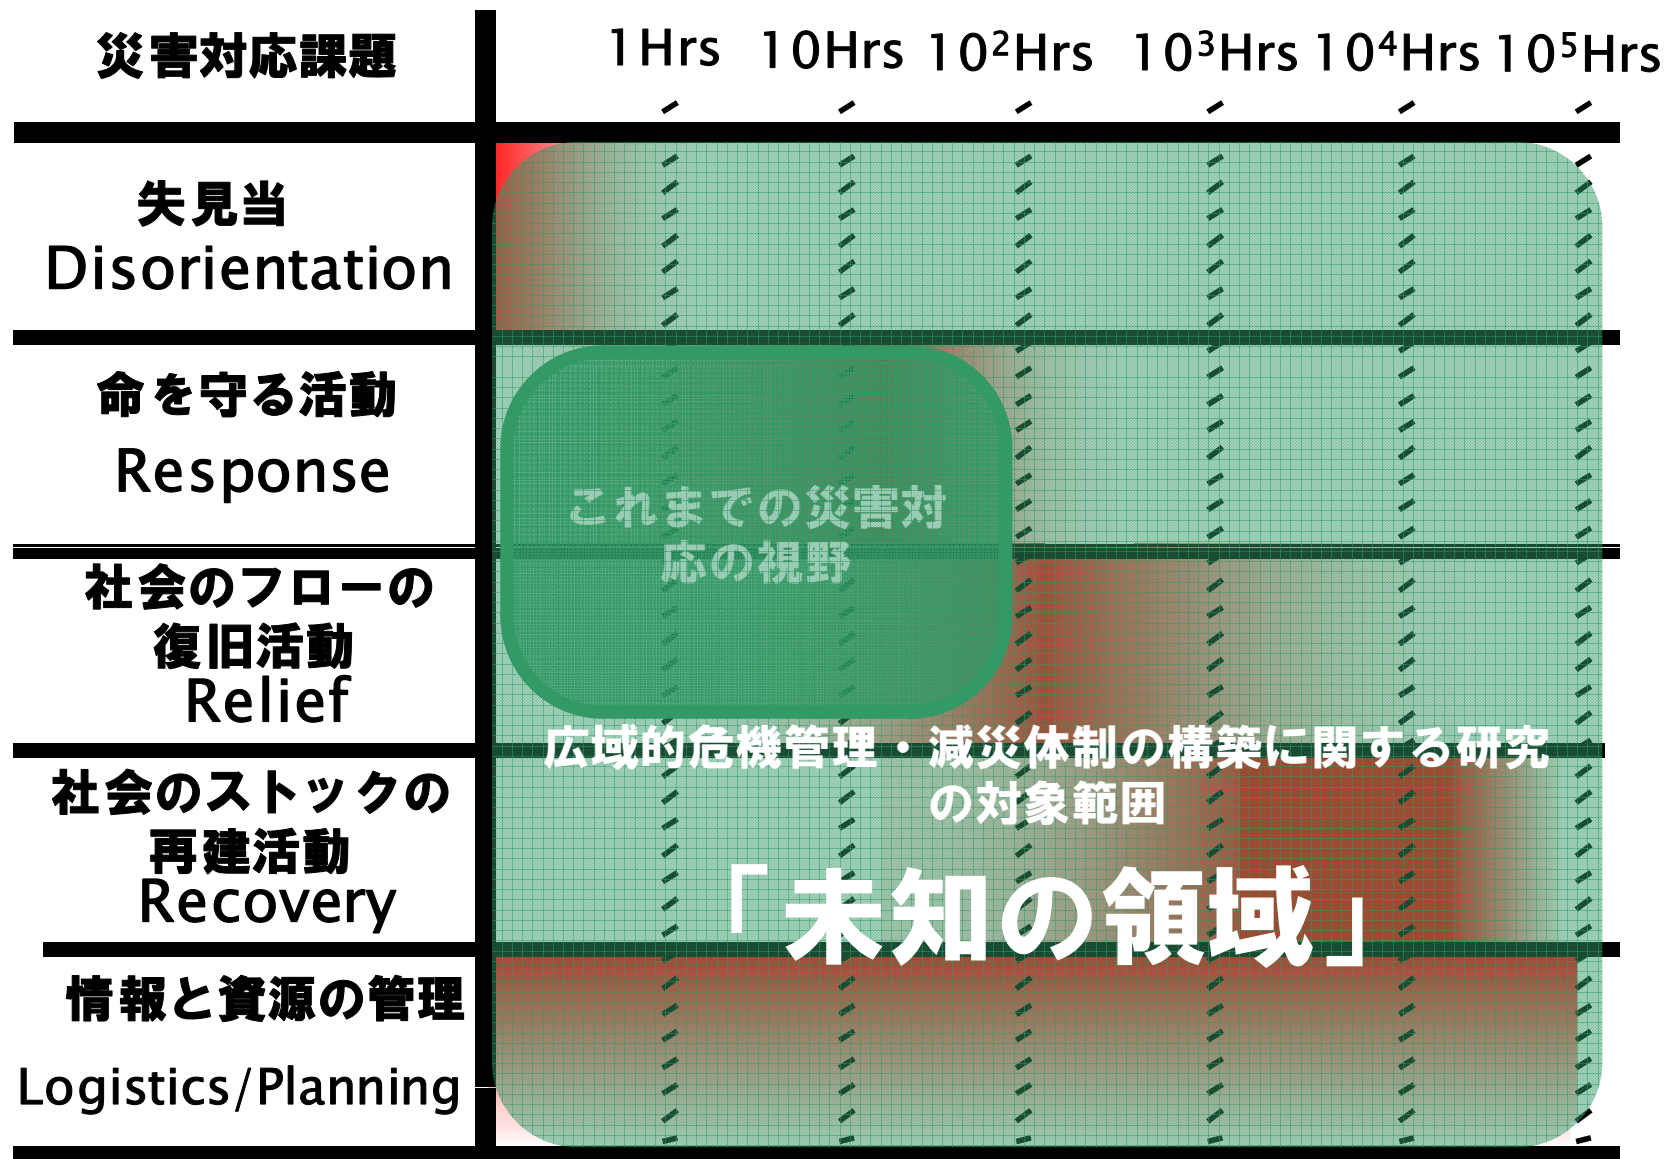 災害対応課題 1Hrs 10Hrs 10²Hrs 10³Hrs 10⁴Hrs 10⁵Hrs
失見当
Disorientation
命を守る活動
Response
これまでの災害対
応の視野
社会のフローの
復旧活動
Relief
広域的危機管理・減災体制の構築に関する研究
の対象範囲
社会のストックの
再建活動
Recovery
「未知の領域」
情報と資源の管理
Logistics/Planning